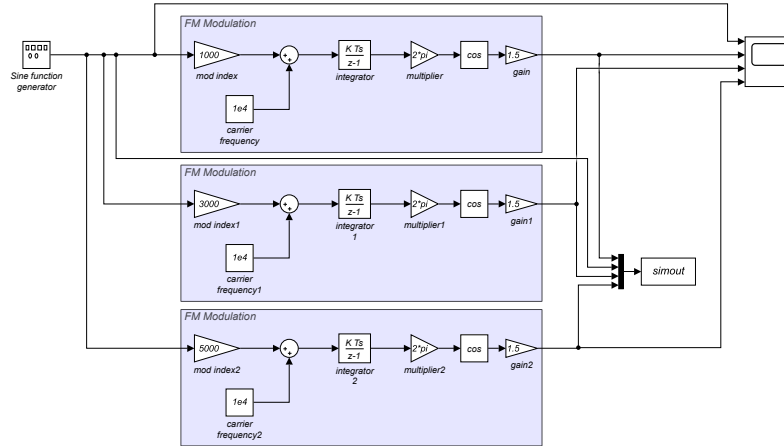 FM Modulation
1000
mod index
+
+
K Ts
z-1
integrator
2*pi
multiplier
cos
1.5
gain
1e4
carrier
frequency
Sine function
generator
FM Modulation
3000
mod index1
+
+
K Ts
z-1
integrator
1
2*pi
multiplier1
cos
1.5
gain1
1e4
carrier
frequency1
simout
FM Modulation
5000
mod index2
+
+
K Ts
z-1
integrator
2
2*pi
multiplier2
cos
1.5
gain2
1e4
carrier
frequency2